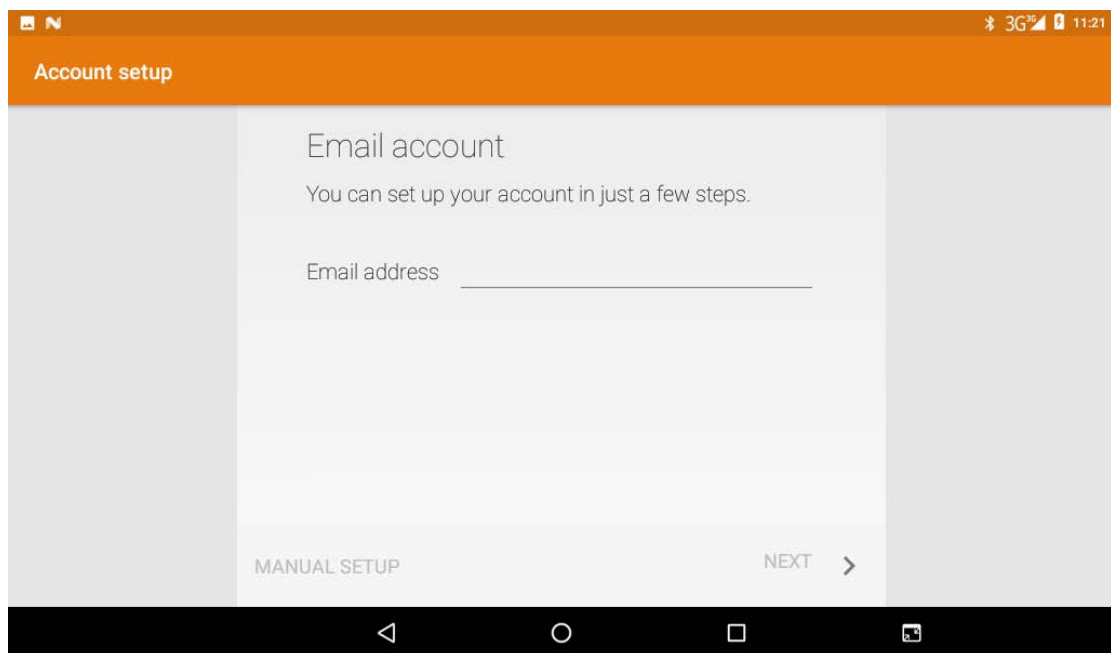 3G 3G 11:21
Account setup
Email account
You can set up your account in just a few steps.
Email address
MANUAL SETUP
NEXT